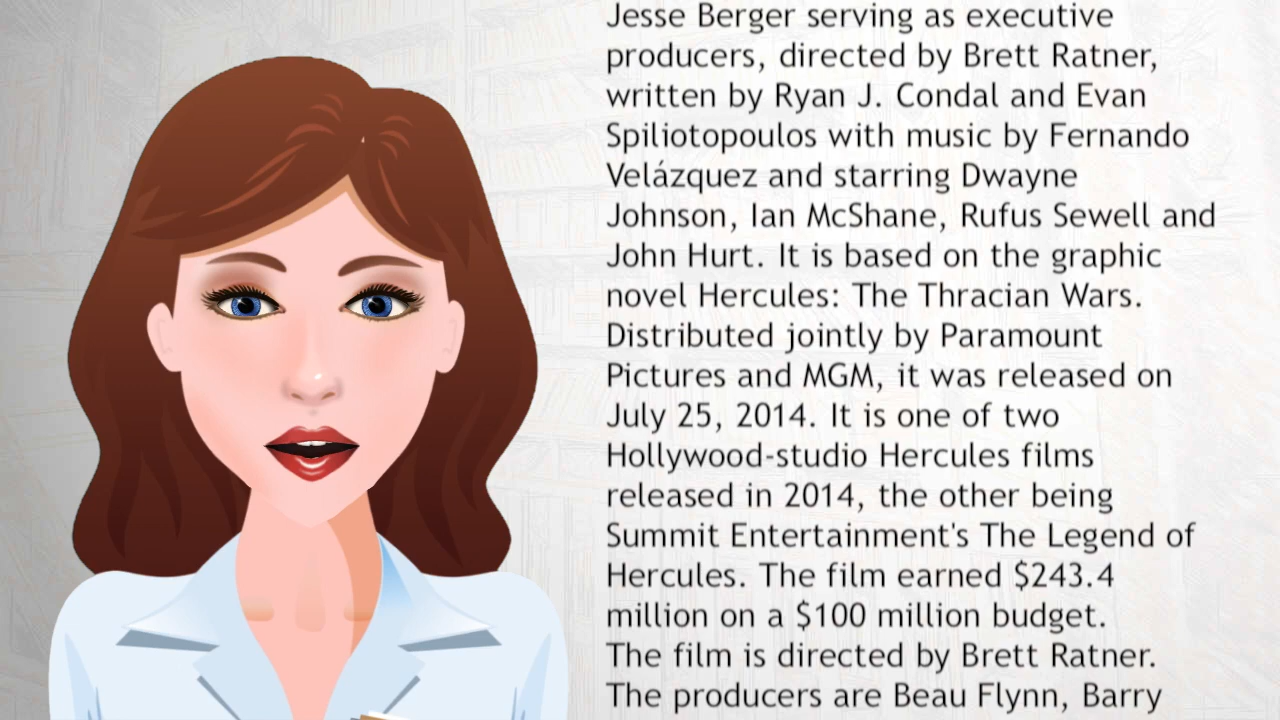 Jesse Berger serving as executive
producers, directed by Brett Ratner,
written by Ryan J. Condal and Evan
Spiliotopoulos with music by Fernando
Velázquez and starring Dwayne
Johnson, Ian McShane, Rufus Sewell and
John Hurt. It is based on the graphic
novel Hercules: The Thracian Wars.
Distributed jointly by Paramount
Pictures and MGM, it was released on
July 25, 2014. It is one of two
Hollywood-studio Hercules films
released in 2014, the other being
Summit Entertainment's The Legend of
Hercules. The film earned $243.4
million on a $100 million budget.
The film is directed by Brett Ratner.
The producers are Beau Flynn, Barry